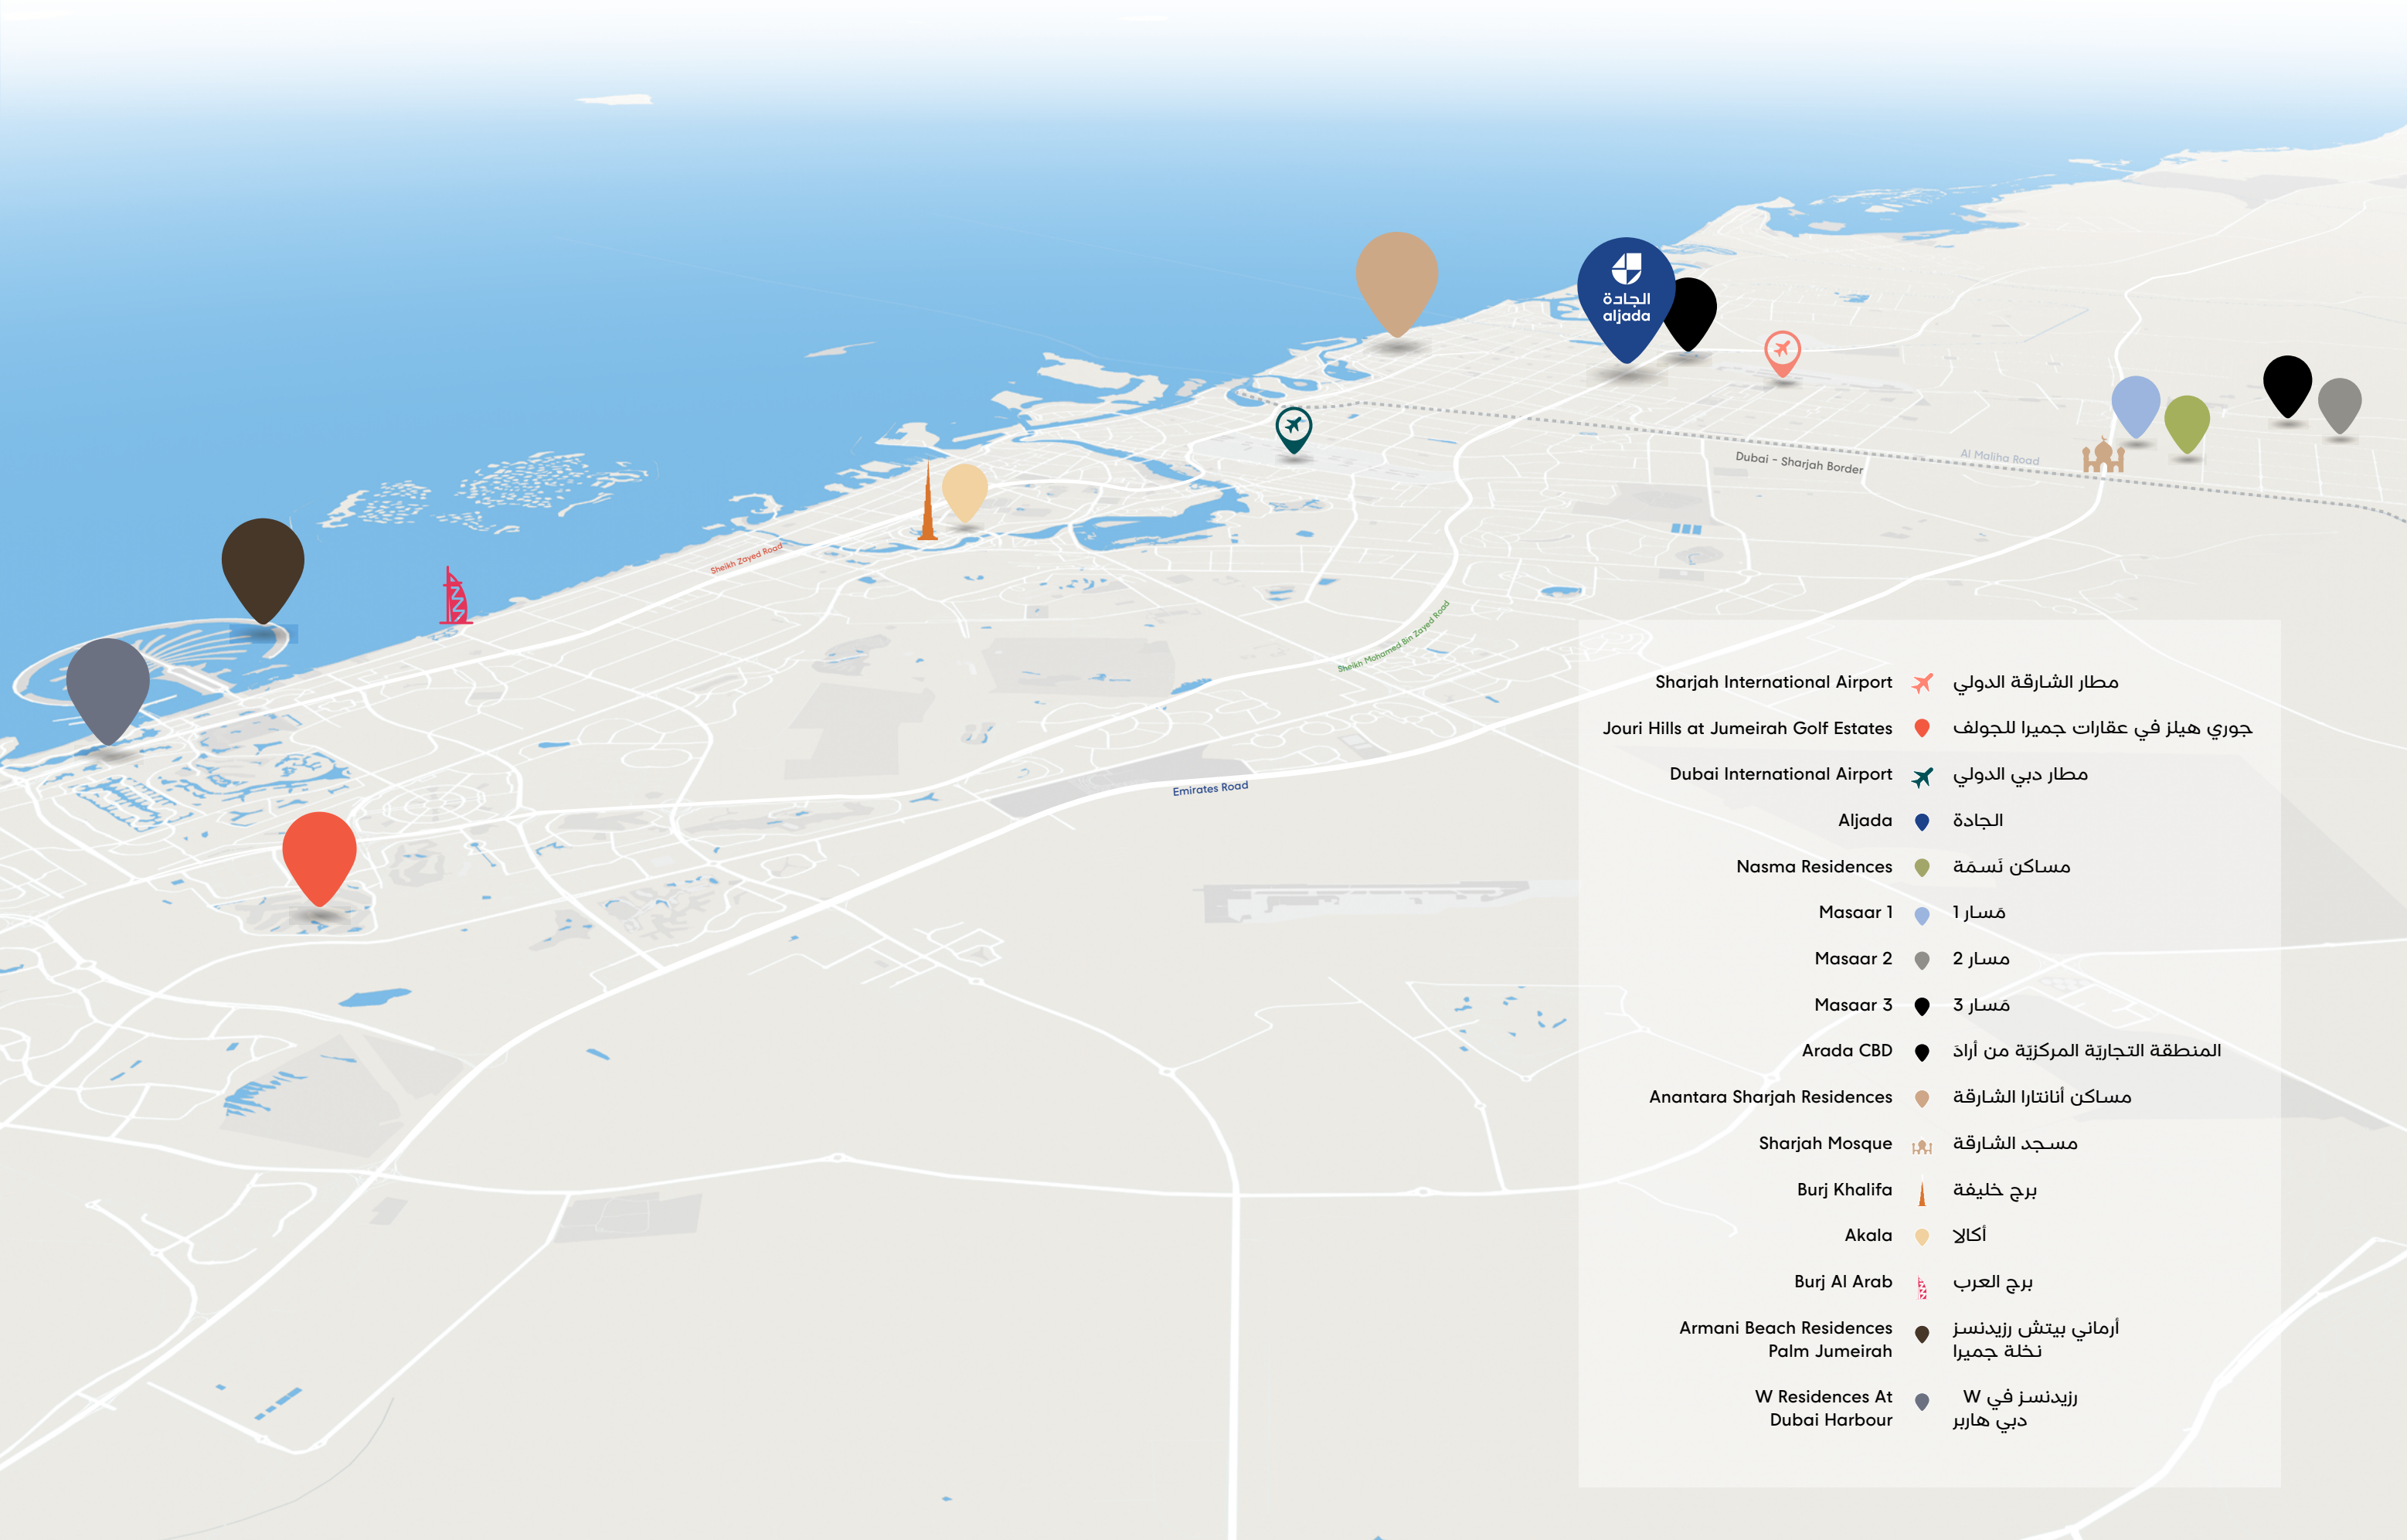 الجادة
aljada
Dubai - Sharjah Border
Al Maliha Road
Sheikh Zayed Road
Sheikh Mohamed Bin Zayed Road
Emirates Road
Sharjah International Airport مطار الشارقة الدولي
Jouri Hills at Jumeirah Golf Estates جوري هيلز في عقارات جميرا للجولف
Dubai International Airport مطار دبي الدولي
Aljada الجادة
Nasma Residences مساكن نَسمَة
Masaar 1 مَسار 1
Masaar 2 مسار 2
Masaar 3 مَسار 3
Arada CBD المنطقة التجاريّة المركزيّة من أرادَ
Anantara Sharjah Residences مساكن أنانتارا الشارقة
Sharjah Mosque مسجد الشارقة
Burj Khalifa برج خليفة
Akala أكالا
Burj Al Arab برج العرب
Armani Beach Residences أرماني بيتش رزيدنسز
Palm Jumeirah نخلة جميرا
W Residences At رزيدنسز في W
Dubai Harbour دبي هاربر